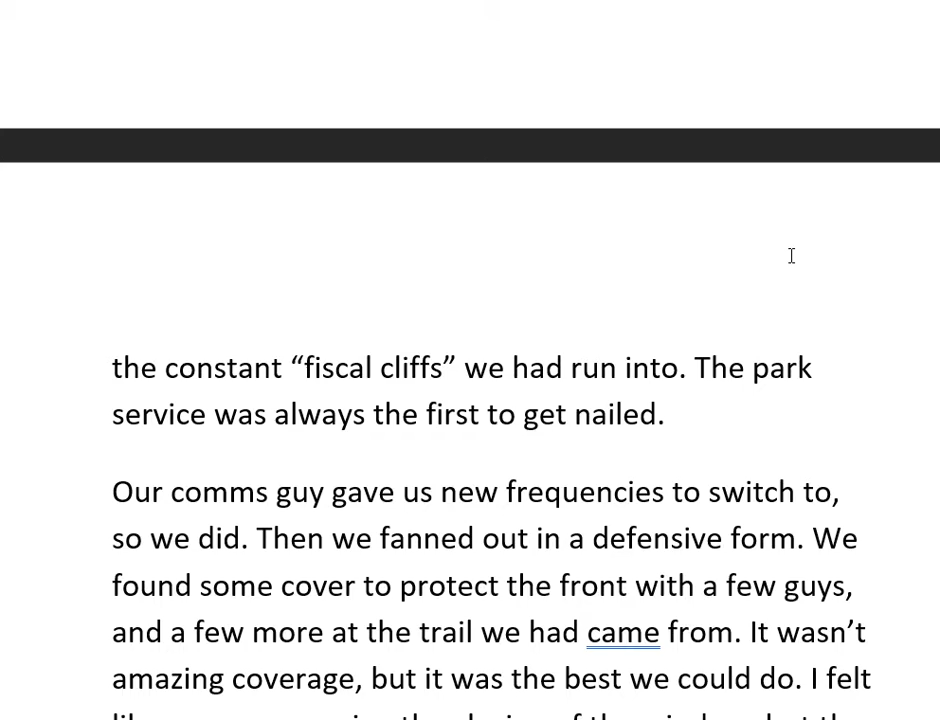 the constant “fiscal cliffs” we had run into. The park
service was always the first to get nailed.
Our comms guy gave us new frequencies to switch to,
so we did. Then we fanned out in a defensive form. We
found some cover to protect the front with a few guys,
and a few more at the trail we had came from. It wasn’t
amazing coverage, but it was the best we could do. I felt